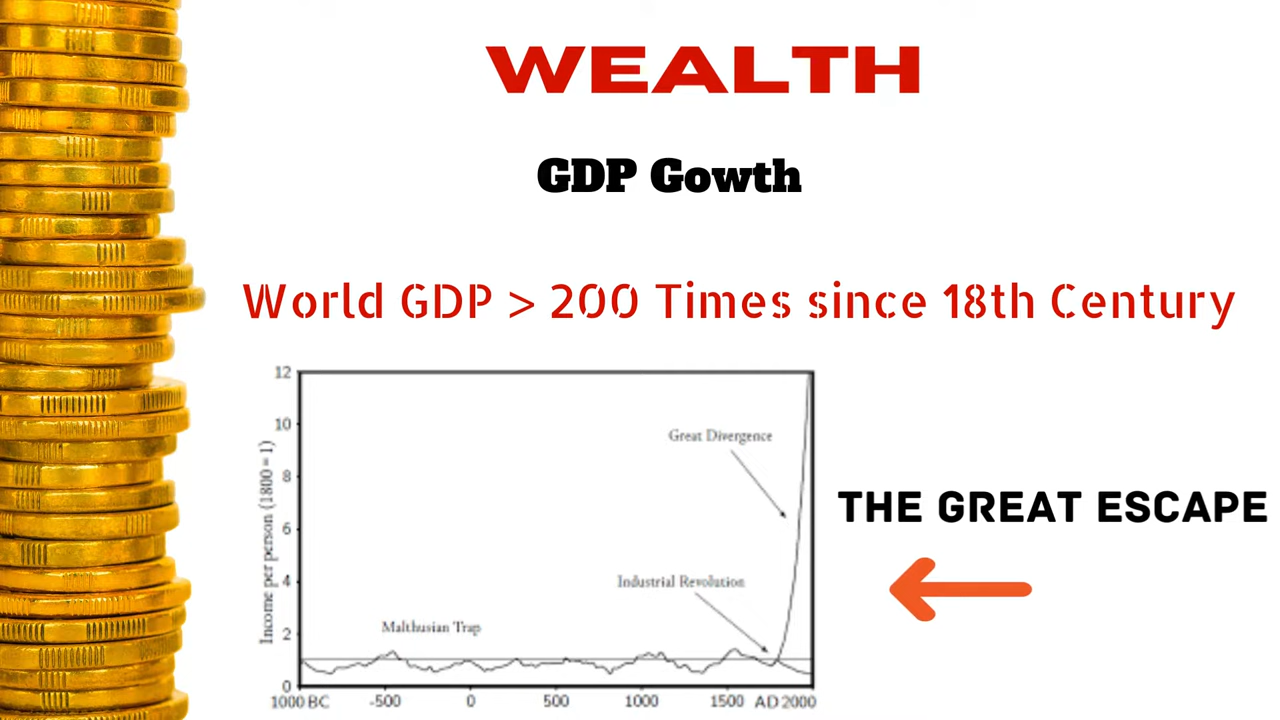 WEALTH
GDP Gowth
World GDP > 200 Times since 18th Century
12
10
8
6
4
2
0
Income per person (1800 = 1)
Great Divergence
Industrial Revolution
Malthusian Trap
1000 BC -500 0 500 1000 1500 AD 2000
THE GREAT ESCAPE